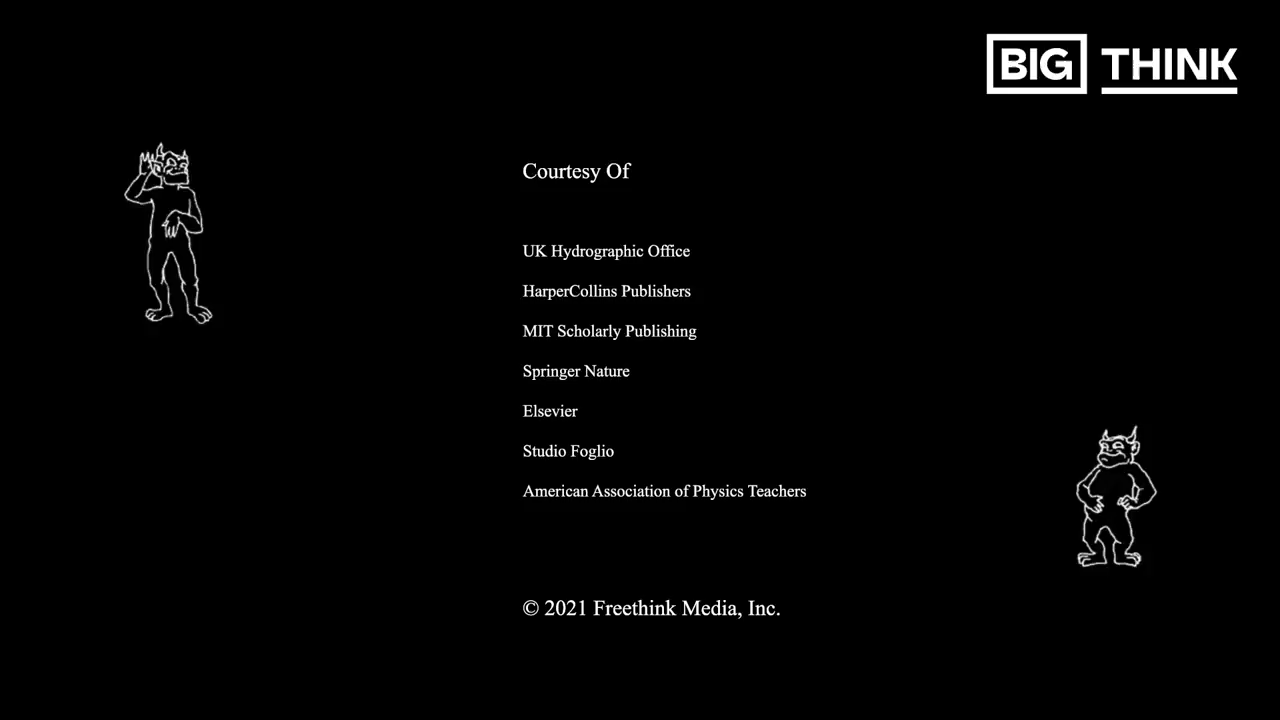 BIG THINK
Courtesy Of
UK Hydrographic Office
HarperCollins Publishers
MIT Scholarly Publishing
Springer Nature
Elsevier
Studio Foglio
American Association of Physics Teachers
© 2021 Freethink Media, Inc.